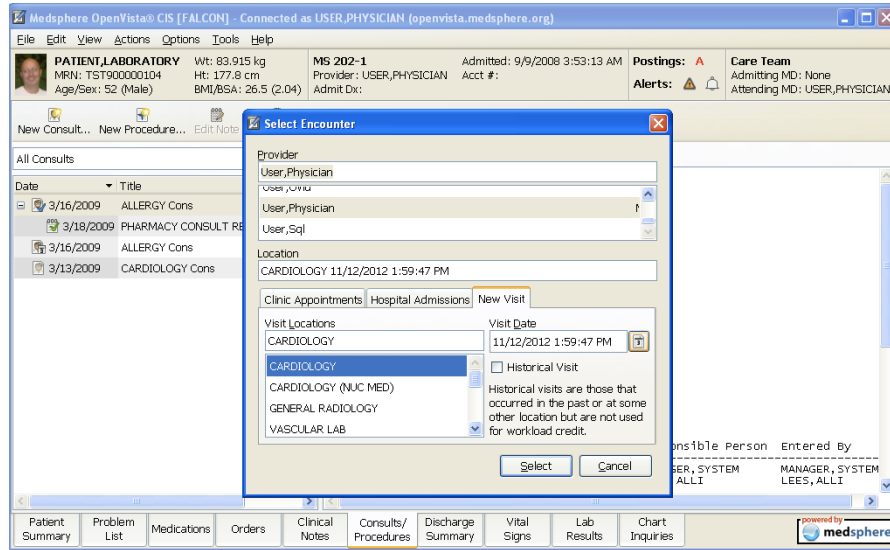 Medsphere OpenVista® CIS [FALCON] - Connected as USER,PHYSICIAN (openvista.medsphere.org)
File Edit View Actions Options Tools Help
PATIENT,LABORATORY Wt: 83.915 kg MS 202-1 Admitted: 9/9/2008 3:53:13 AM Postings: A Care Team
MRN: TST900000104 Ht: 177.8 cm Provider: USER,PHYSICIAN Acct #: Admitting MD: None
Age/Sex: 52 (Male) BMI/BSA: 26.5 (2.04) Admit Dx: Alerts: Attending MD: USER,PHYSICIAN
New Consult... New Procedure... Edit Note
All Consults
Date Title
3/16/2009 ALLERGY Cons
3/18/2009 PHARMACY CONSULT RE
3/16/2009 ALLERGY Cons
3/13/2009 CARDIOLOGY Cons
Select Encounter
Provider
User,Physician
User,Ovid
User,Physician
User,Sql
Location
CARDIOLOGY 11/12/2012 1:59:47 PM
Clinic Appointments Hospital Admissions New Visit
Visit Locations Visit Date
CARDIOLOGY 11/12/2012 1:59:47 PM
CARDIOLOGY Historical Visit
CARDIOLOGY (NUC MED) Historical visits are those that
GENERAL RADIOLOGY occurred in the past or at some
other location but are not used
VASCULAR LAB for workload credit.
Select Cancel
Person Entered By
SYSTEM MANAGER,SYSTEM
ALLI LEES,ALLI
Patient Summary Problem List Medications Orders Clinical Notes Consults/ Procedures Discharge Summary Vital Signs Lab Results Chart Inquiries
powered by medsphere